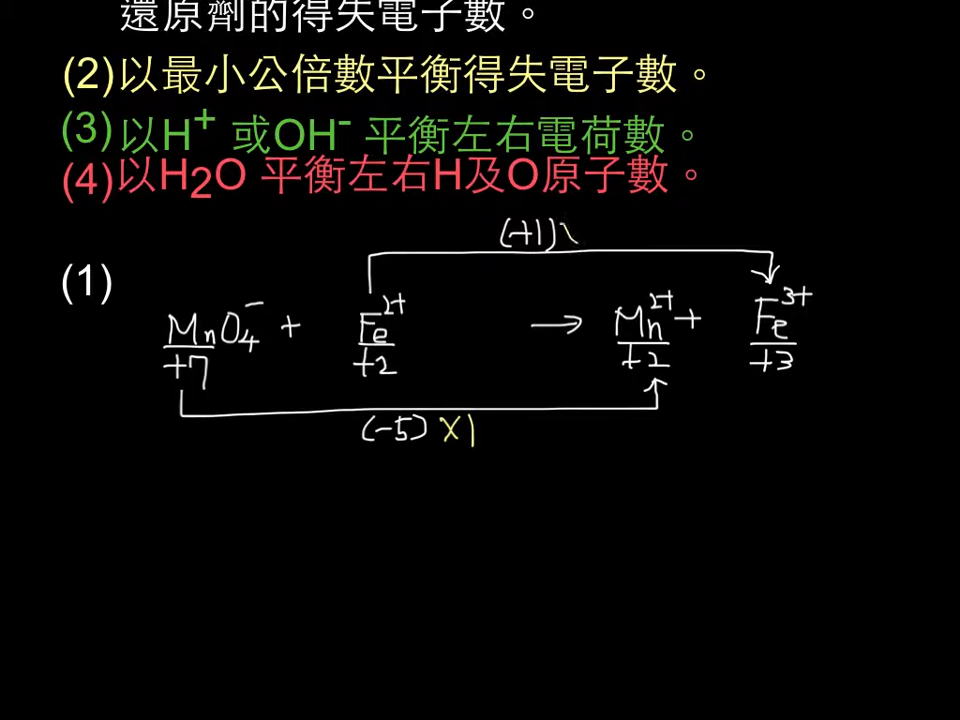 還原劑的得失電子數。
(2)以最小公倍數平衡得失電子數。
(3)以H⁺ 或OH⁻ 平衡左右電荷數。
(4)以H₂O 平衡左右H及O原子數。
(+1)
(1)
MnO₄⁻ + Fe²⁺ → Mn²⁺ + Fe³⁺
+7 +2 +2 +3
(-5) ×1